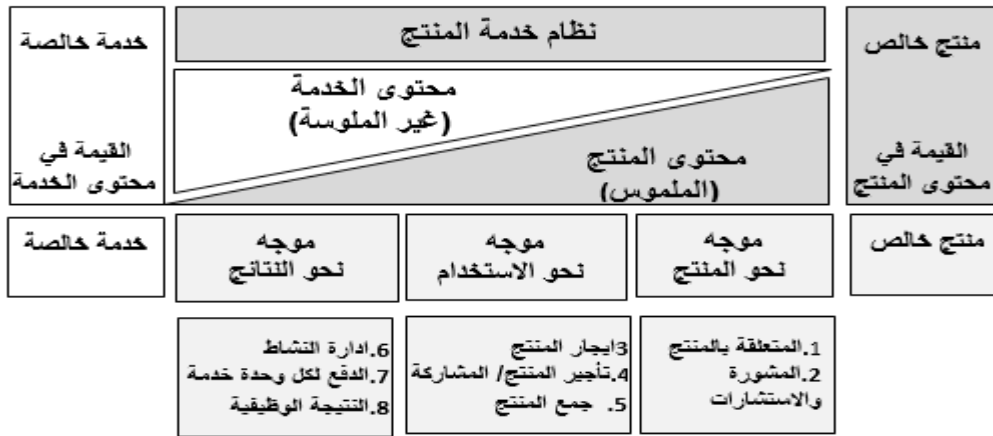 منتج خالص
القيمة في
محتوى المنتج
نظام خدمة المنتج
محتوى الخدمة
(غير الملوسة)
محتوى المنتج
(الملموس)
خدمة خالصة
القيمة في
محتوى الخدمة
منتج خالص
موجه
نحو المنتج
موجه
نحو الاستخدام
موجه
نحو النتائج
خدمة خالصة
1.المتعلقة بالمنتج
2.المشورة
والاستشارات
3ايجار المنتج
4.تأجير المنتج/ المشاركة
5. جمع المنتج
6.ادارة النشاط
7.الدفع لكل وحدة خدمة
8.النتيجة الوظيفية